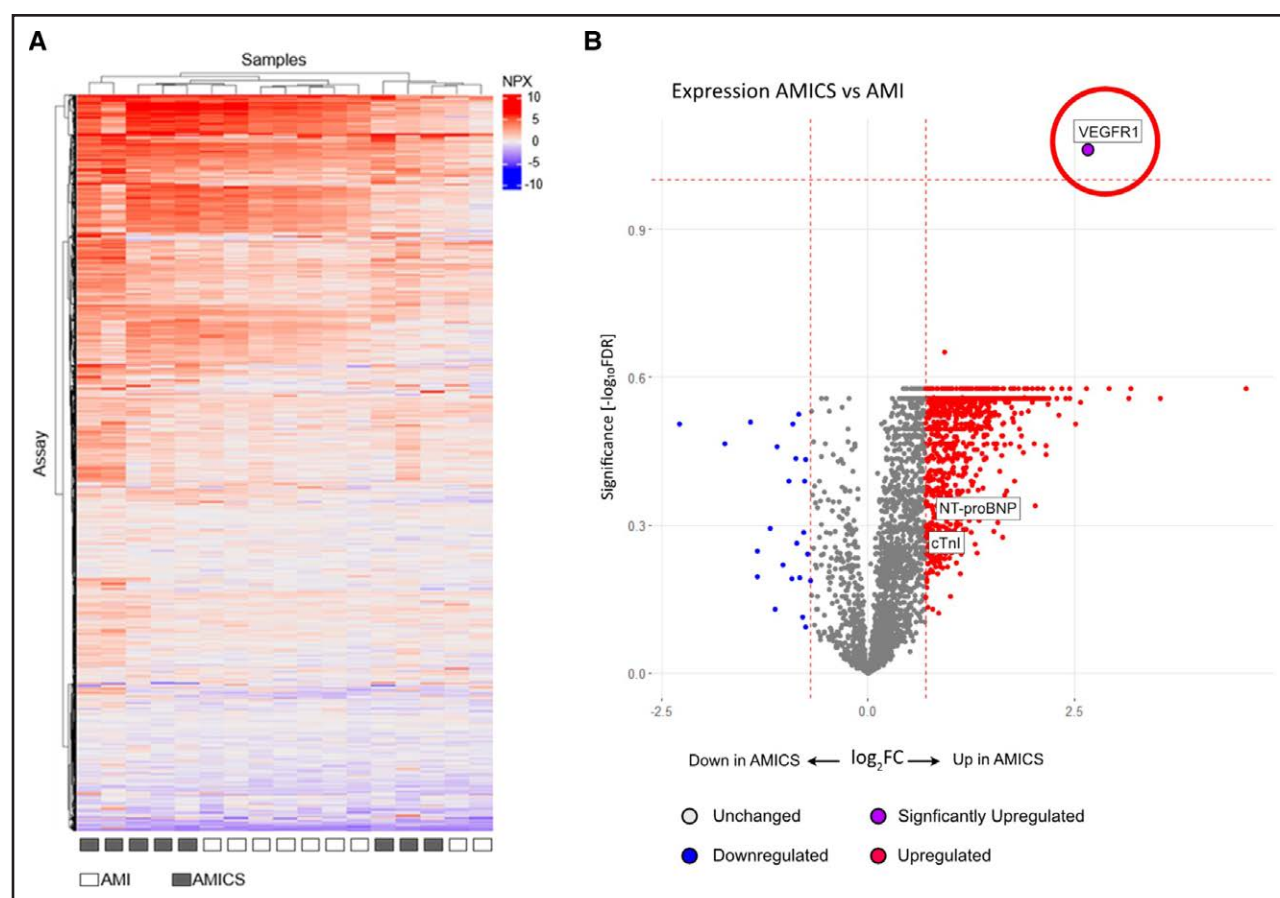 A
Samples
NPX
10
5
0
-5
-10
Assay
AMI
AMICS
B
Expression AMICS vs AMI
VEGFR1
0.9
0.6
0.3
0.0
Significance [-log₁₀FDR]
NT-proBNP
cTnI
-2.5
0.0
2.5
Down in AMICS
log₂FC
Up in AMICS
Unchanged
Signficantly Upregulated
Downregulated
Upregulated